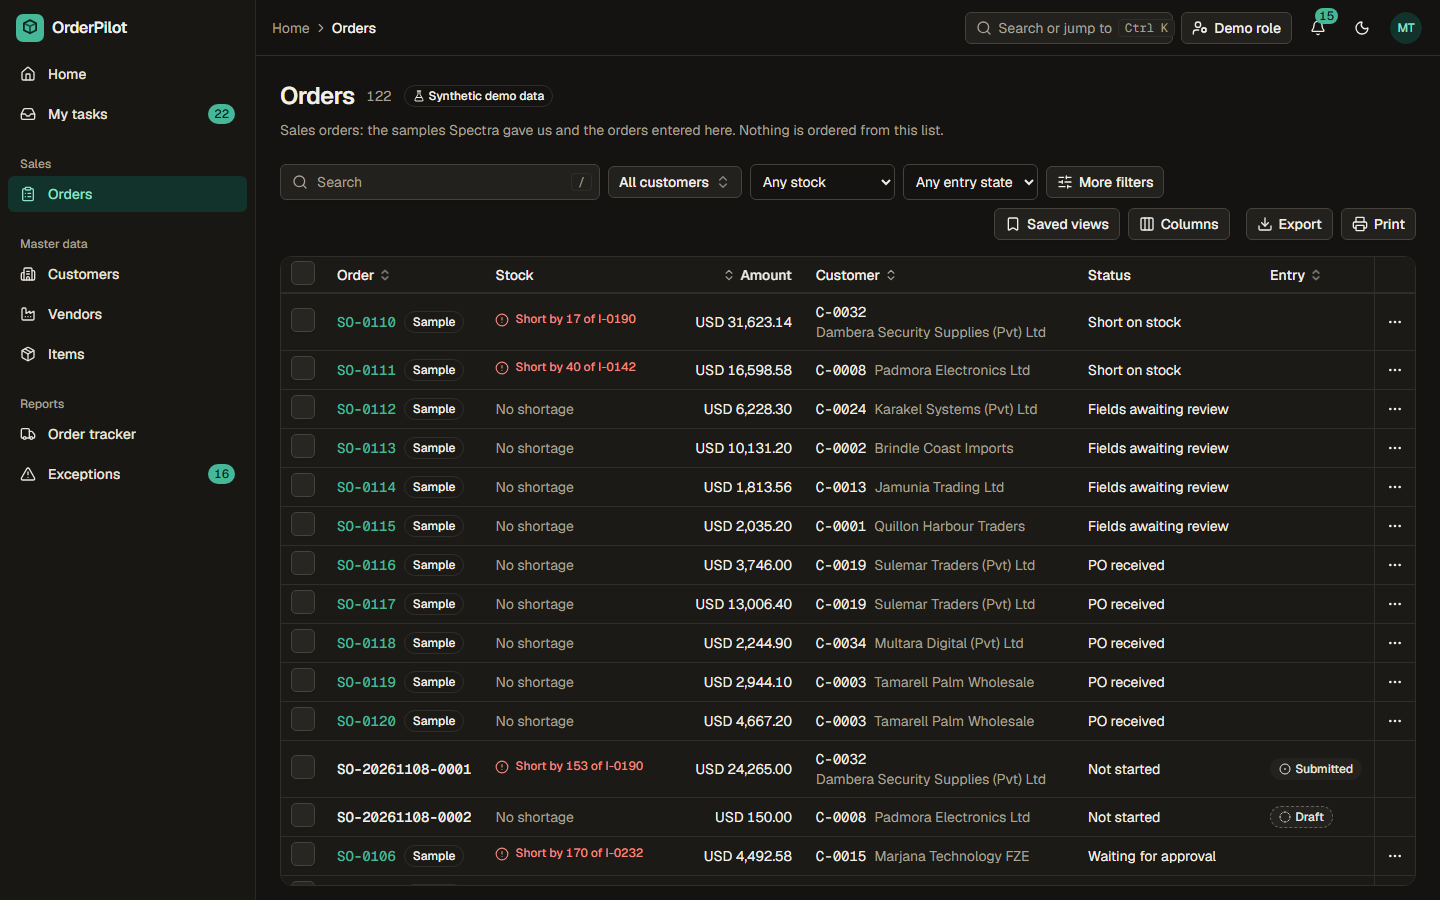 OrderPilot
Home
My tasks 22
Sales
Orders
Master data
Customers
Vendors
Items
Reports
Order tracker
Exceptions 16
Home > Orders
Search or jump to Ctrl K
Demo role
15
MT
Orders 122 Synthetic demo data
Sales orders: the samples Spectra gave us and the orders entered here. Nothing is ordered from this list.
Search / All customers Any stock Any entry state More filters
Saved views Columns Export Print
Order Stock Amount Customer Status Entry
SO-0110 Sample Short by 17 of I-0190 USD 31,623.14 C-0032 Dambera Security Supplies (Pvt) Ltd Short on stock
SO-0111 Sample Short by 40 of I-0142 USD 16,598.58 C-0008 Padmora Electronics Ltd Short on stock
SO-0112 Sample No shortage USD 6,228.30 C-0024 Karakel Systems (Pvt) Ltd Fields awaiting review
SO-0113 Sample No shortage USD 10,131.20 C-0002 Brindle Coast Imports Fields awaiting review
SO-0114 Sample No shortage USD 1,813.56 C-0013 Jamunia Trading Ltd Fields awaiting review
SO-0115 Sample No shortage USD 2,035.20 C-0001 Quillon Harbour Traders Fields awaiting review
SO-0116 Sample No shortage USD 3,746.00 C-0019 Sulemar Traders (Pvt) Ltd PO received
SO-0117 Sample No shortage USD 13,006.40 C-0019 Sulemar Traders (Pvt) Ltd PO received
SO-0118 Sample No shortage USD 2,244.90 C-0034 Multara Digital (Pvt) Ltd PO received
SO-0119 Sample No shortage USD 2,944.10 C-0003 Tamarell Palm Wholesale PO received
SO-0120 Sample No shortage USD 4,667.20 C-0003 Tamarell Palm Wholesale PO received
SO-20261108-0001 Short by 153 of I-0190 USD 24,265.00 C-0032 Dambera Security Supplies (Pvt) Ltd Not started Submitted
SO-20261108-0002 No shortage USD 150.00 C-0008 Padmora Electronics Ltd Not started Draft
SO-0106 Sample Short by 170 of I-0232 USD 4,492.58 C-0015 Marjana Technology FZE Waiting for approval